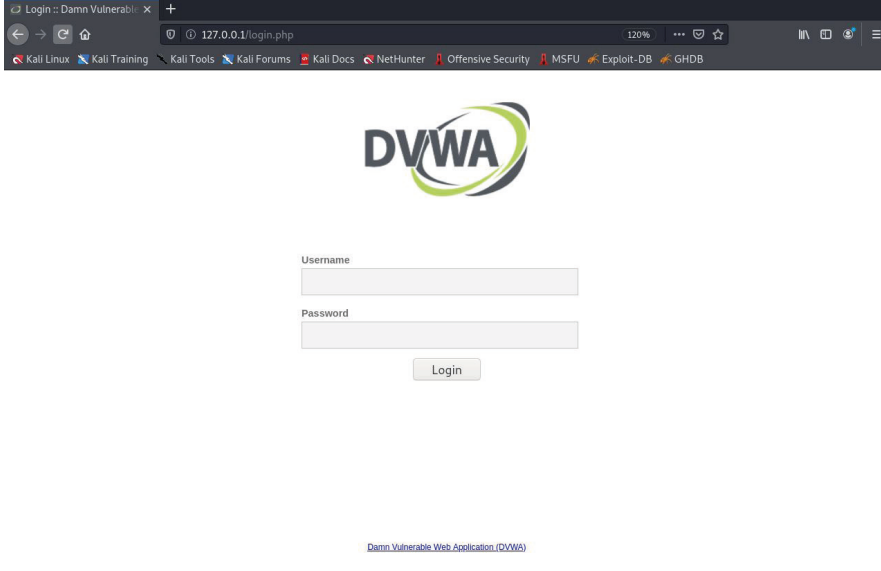 Login :: Damn Vulnerable
127.0.0.1/login.php
120%
Kali Linux Kali Training Kali Tools Kali Forums Kali Docs NetHunter Offensive Security MSFU Exploit-DB GHDB
DVWA
Username
Password
Login
Damn Vulnerable Web Application (DVWA)